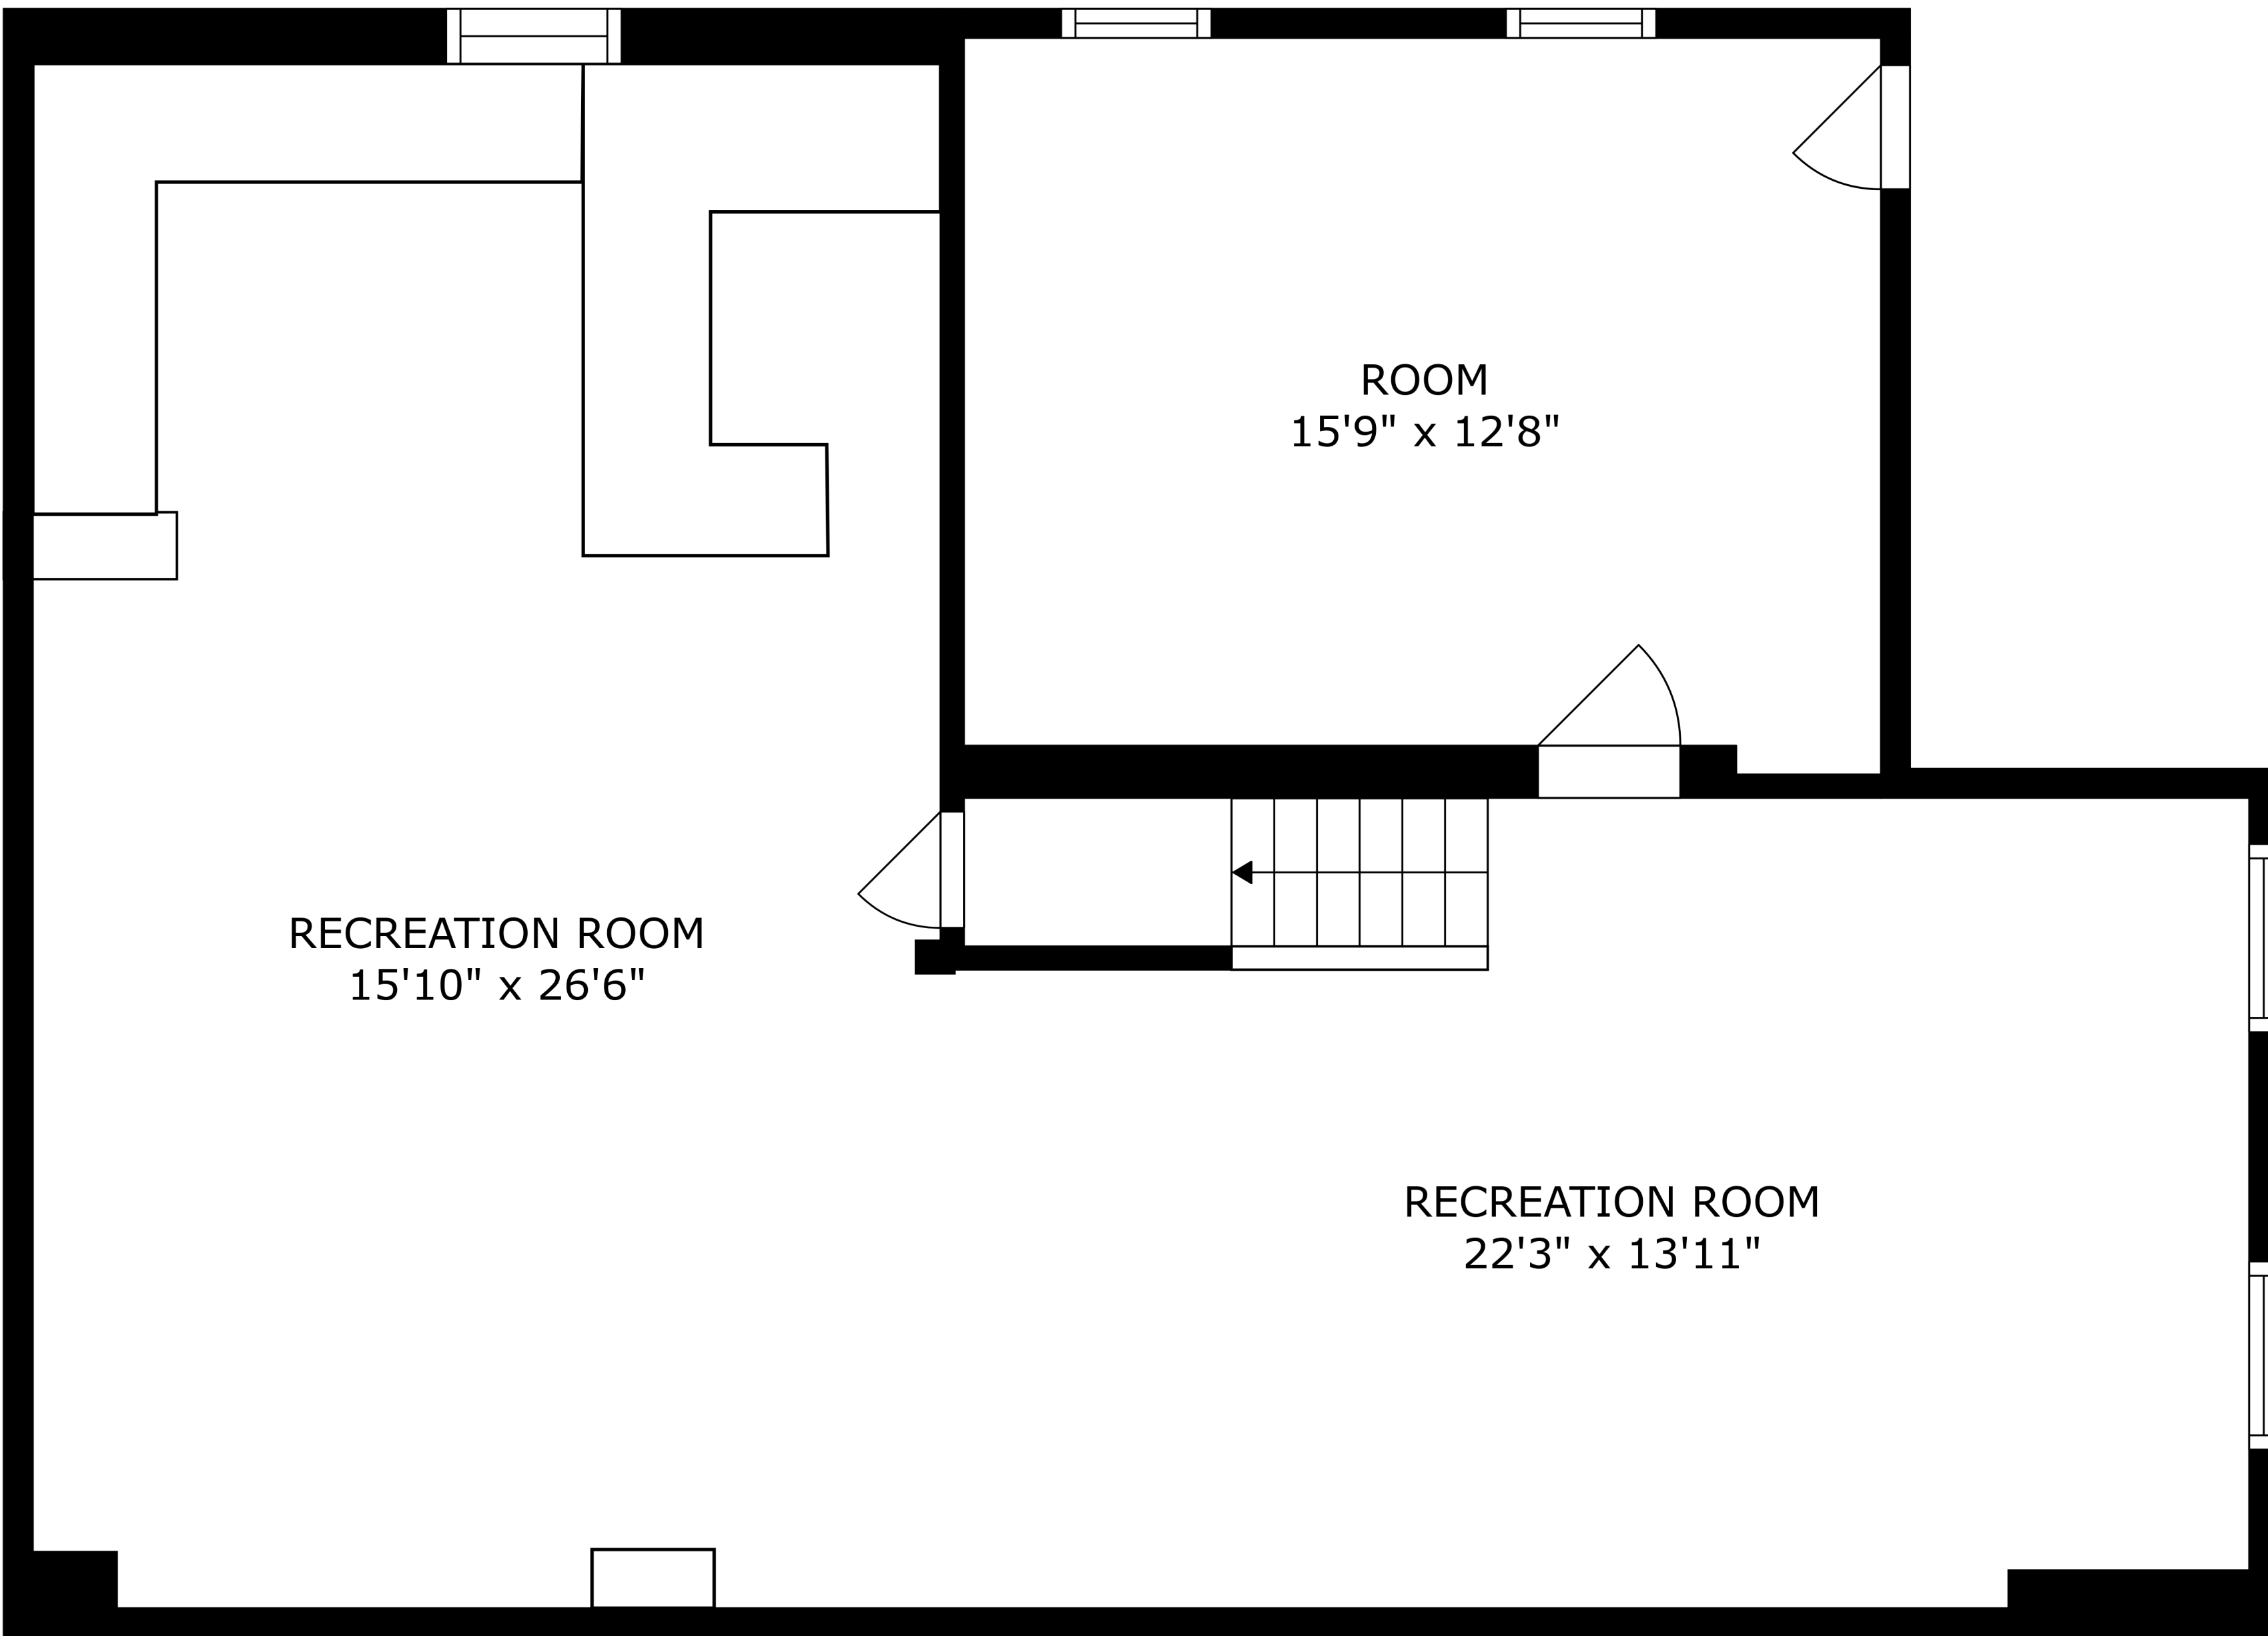 ROOM
15'9" x 12'8"
RECREATION ROOM
15'10" x 26'6"
RECREATION ROOM
22'3" x 13'11"